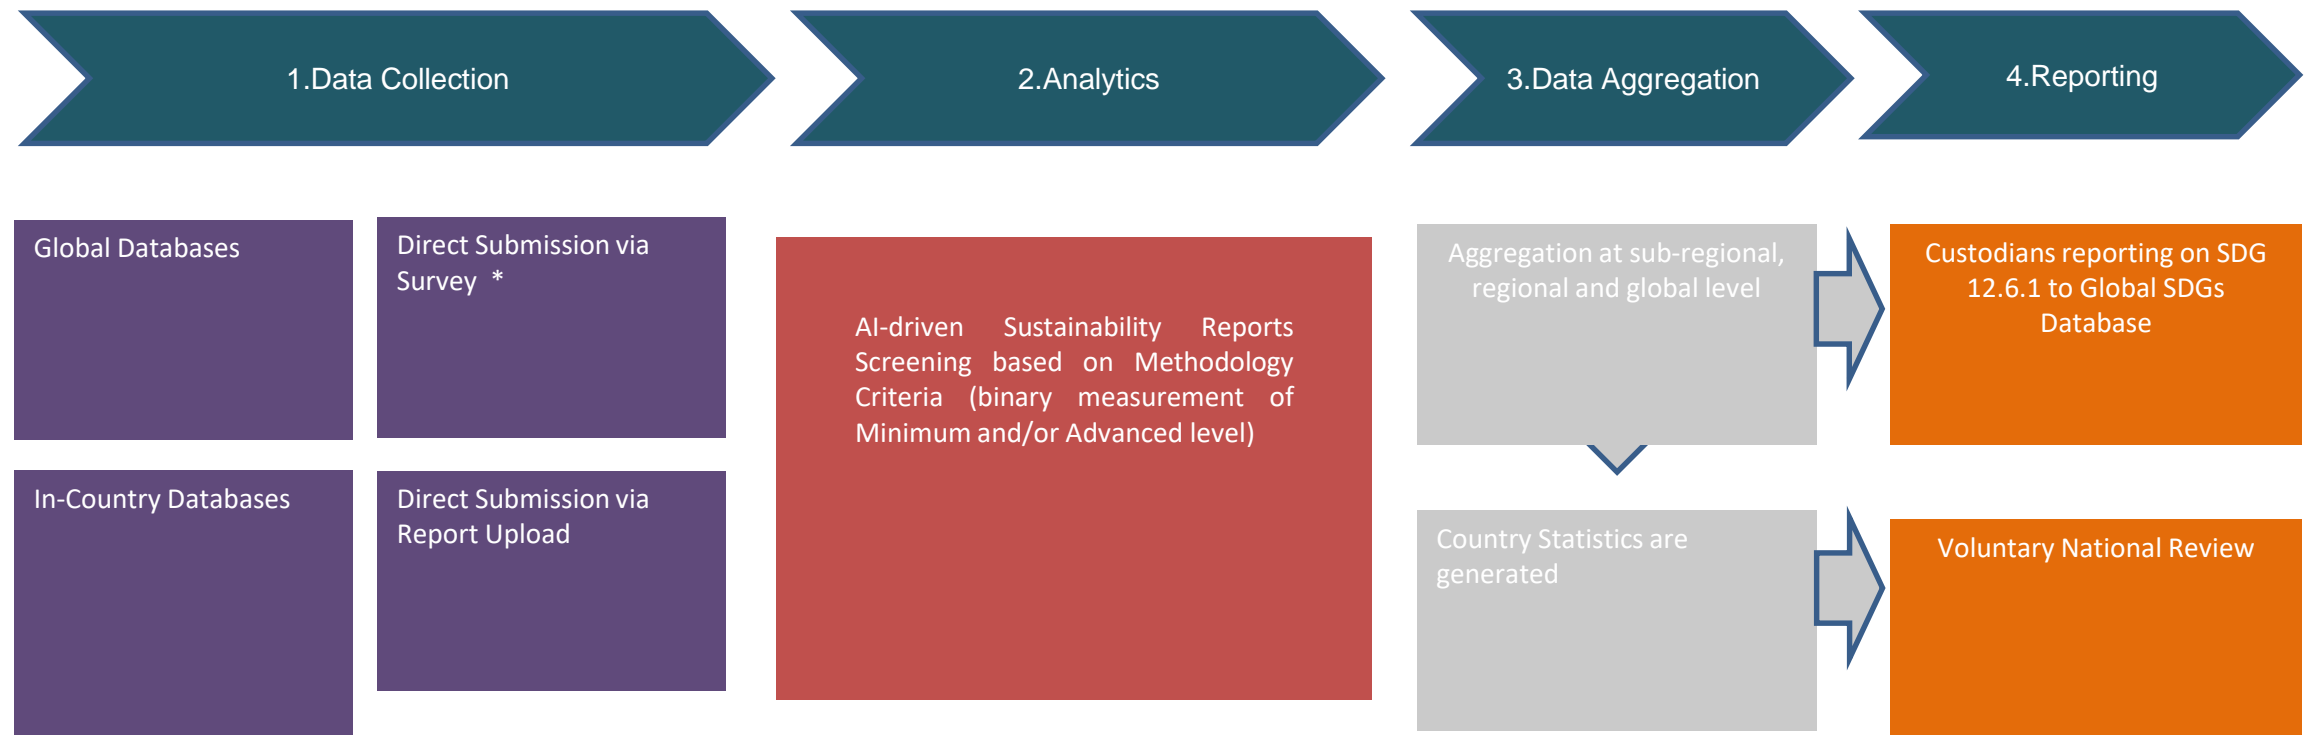 1.Data Collection
2.Analytics
3.Data Aggregation
4.Reporting
Global Databases
Direct Submission via
Survey *
In-Country Databases
Direct Submission via
Report Upload
AI-driven Sustainability Reports
Screening based on Methodology
Criteria (binary measurement of
Minimum and/or Advanced level)
Aggregation at sub-regional,
regional and global level
Country Statistics are
generated
Custodians reporting on SDG
12.6.1 to Global SDGs
Database
Voluntary National Review